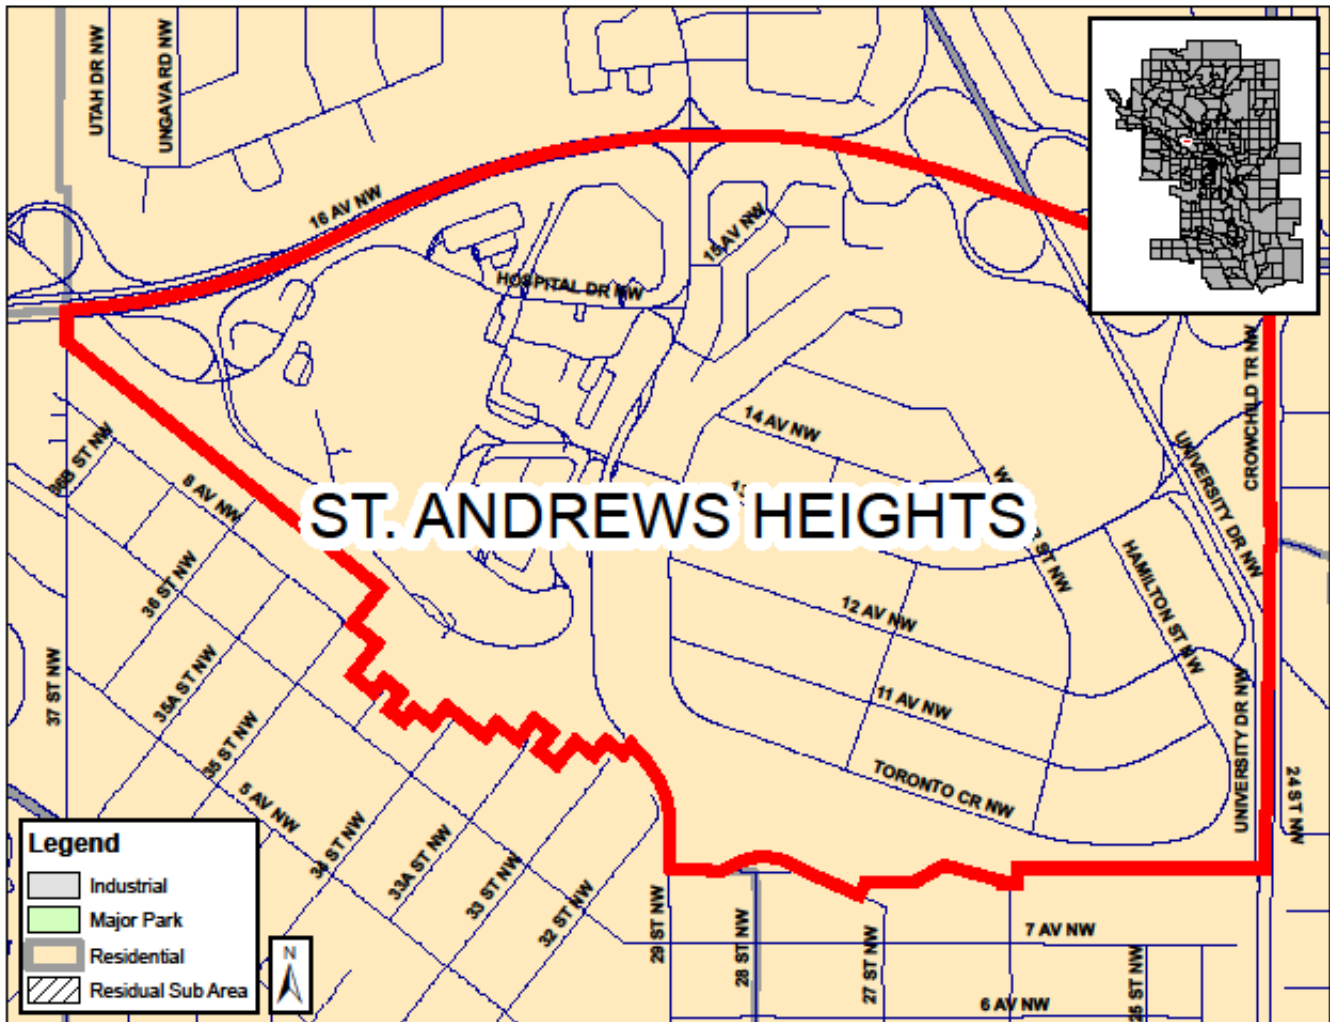 UTAH DR NW
UNGAVA RD NW
16 AV NW
15 AV NW
HOSPITAL DR NW
CROWCHILD TR NW
14 AV NW
UNIVERSITY DR NW
36B ST NW
8 AV NW
ST. ANDREWS HEIGHTS
ST NW
HAMILTON ST NW
36 ST NW
12 AV NW
35A ST NW
37 ST NW
11 AV NW
35 ST NW
UNIVERSITY DR NW
TORONTO CR NW
5 AV NW
24 ST NW
34 ST NW
33A ST NW
33 ST NW
32 ST NW
29 ST NW
28 ST NW
27 ST NW
7 AV NW
25 ST NW
6 AV NW
Legend
Industrial
Major Park
Residential
Residual Sub Area
N